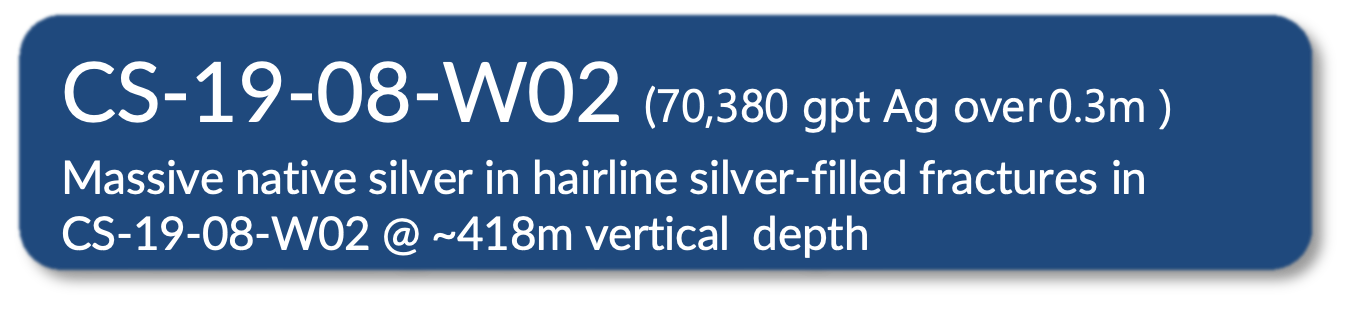 CS-19-08-W02 (70,380 gpt Ag over 0.3m )
Massive native silver in hairline silver-filled fractures in
CS-19-08-W02 @ ~418m vertical  depth